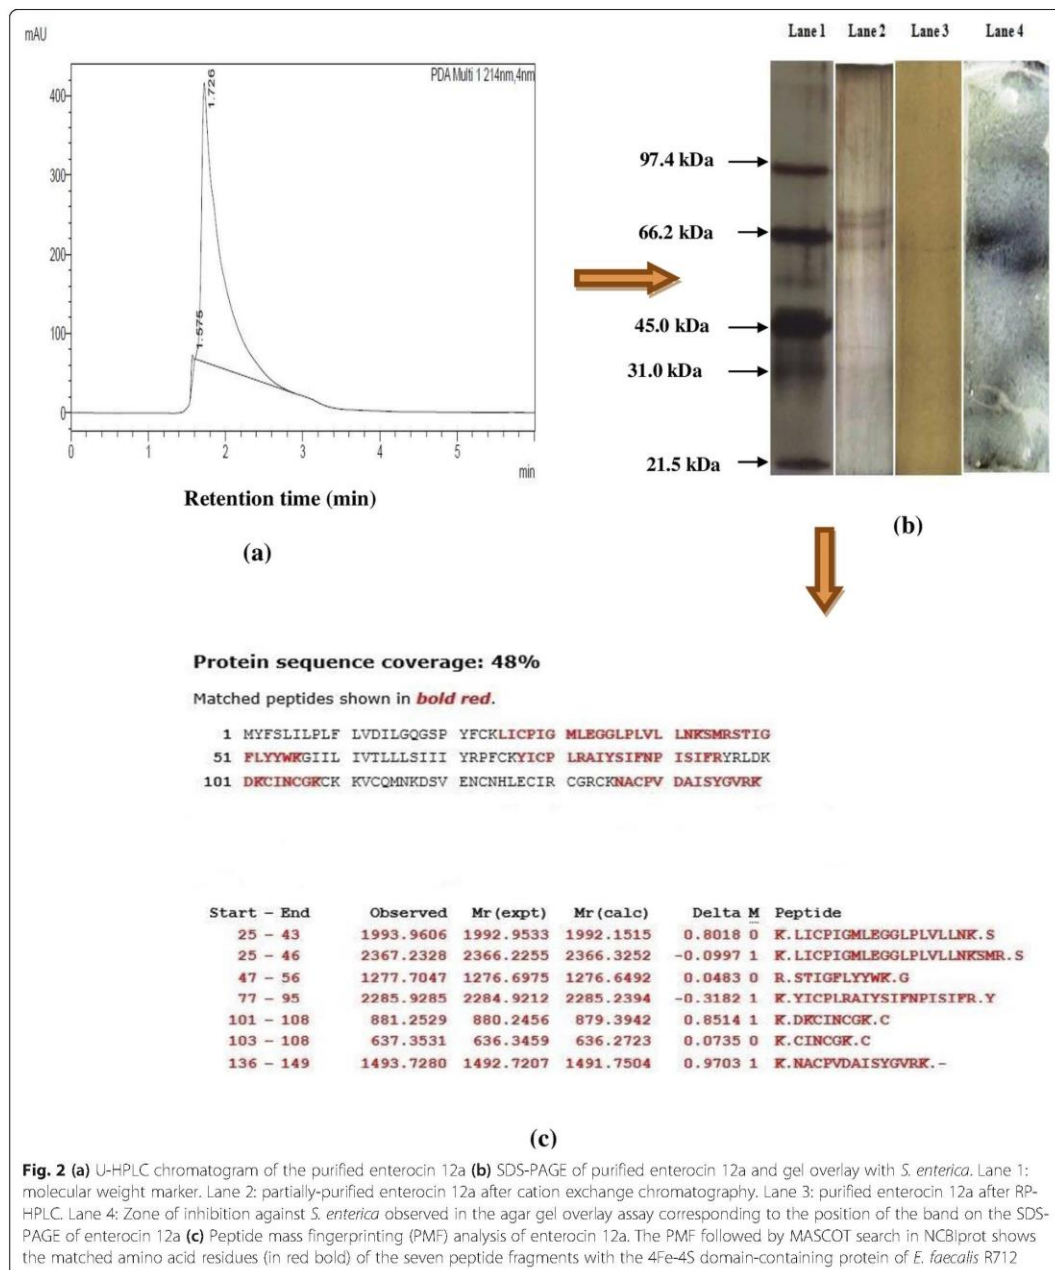 mAU
PDA Multi 1 214nm,4nm
1.726
1.575
400
300
200
100
0
0 1 2 3 4 5
min
Retention time (min)
(a)
Lane 1 Lane 2 Lane 3 Lane 4
97.4 kDa
66.2 kDa
45.0 kDa
31.0 kDa
21.5 kDa
(b)
Protein sequence coverage: 48%
Matched peptides shown in bold red.
1 MYFSLILPLF LVDILGQGSP YFCKLICPIG MLEGGLPLVL LNKSMRSTIG
51 FLYYWKGIIL IVTLLLSIII YRPFCKYICP LRAIYSIFNP ISIFRYRLDK
101 DKCINCGKCK KVCQMNKDSV ENCNHLECIR CGRCKNACPV DAISYGVRK
Start - End Observed Mr(expt) Mr(calc) Delta M Peptide
25 - 43 1993.9606 1992.9533 1992.1515 0.8018 0 K.LICPIGMLEGGLPLVLLNK.S
25 - 46 2367.2328 2366.2255 2366.3252 -0.0997 1 K.LICPIGMLEGGLPLVLLNKSMR.S
47 - 56 1277.7047 1276.6975 1276.6492 0.0483 0 R.STIGFLYYWK.G
77 - 95 2285.9285 2284.9212 2285.2394 -0.3182 1 K.YICPLRAIYSIFNPISIFR.Y
101 - 108 881.2529 880.2456 879.3942 0.8514 1 K.DKCINCGK.C
103 - 108 637.3531 636.3459 636.2723 0.0735 0 K.CINCGK.C
136 - 149 1493.7280 1492.7207 1491.7504 0.9703 1 K.NACPVDAISYGVRK.-
(c)
Fig. 2 (a) U-HPLC chromatogram of the purified enterocin 12a (b) SDS-PAGE of purified enterocin 12a and gel overlay with S. enterica. Lane 1:
molecular weight marker. Lane 2: partially-purified enterocin 12a after cation exchange chromatography. Lane 3: purified enterocin 12a after RP-
HPLC. Lane 4: Zone of inhibition against S. enterica observed in the agar gel overlay assay corresponding to the position of the band on the SDS-
PAGE of enterocin 12a (c) Peptide mass fingerprinting (PMF) analysis of enterocin 12a. The PMF followed by MASCOT search in NCBIprot shows
the matched amino acid residues (in red bold) of the seven peptide fragments with the 4Fe-4S domain-containing protein of E. faecalis R712